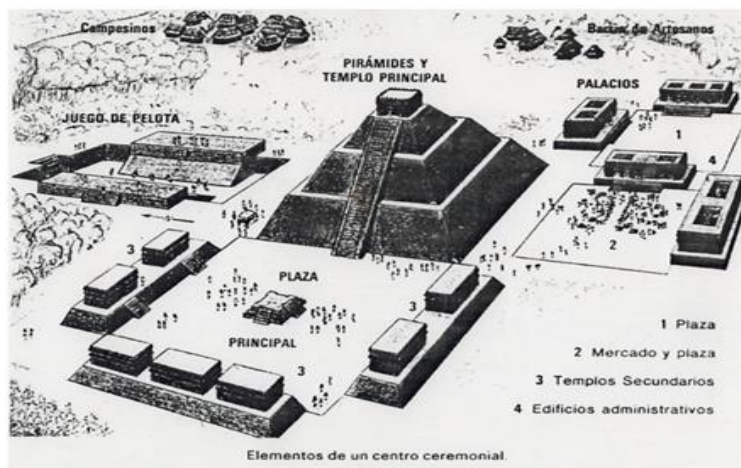 Campesinos
Barrio de Artesanos
PIRÁMIDES Y
TEMPLO PRINCIPAL
PALACIOS
JUEGO DE PELOTA
1
4
2
3
PLAZA
3
PRINCIPAL
3
1 Plaza
2 Mercado y plaza
3 Templos Secundarios
4 Edificios administrativos
Elementos de un centro ceremonial.